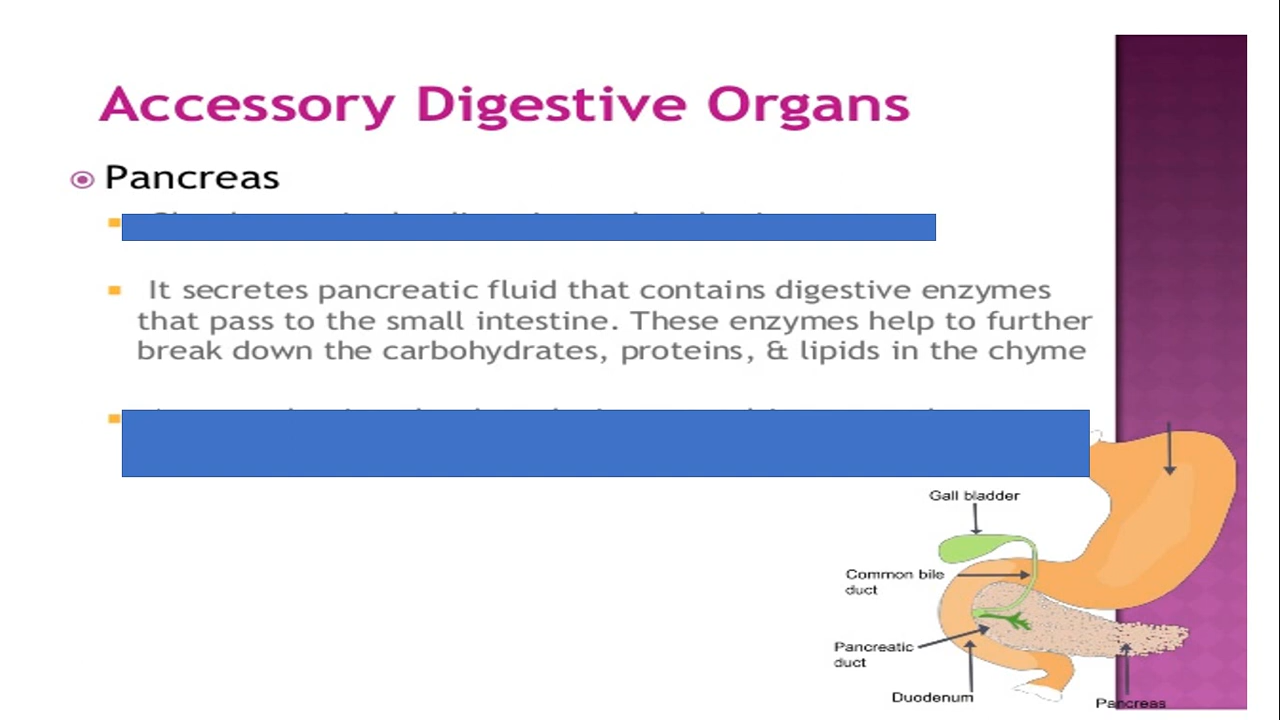 Accessory Digestive Organs
Pancreas
It secretes pancreatic fluid that contains digestive enzymes
that pass to the small intestine. These enzymes help to further
break down the carbohydrates, proteins, & lipids in the chyme
Gall bladder
Common bile
duct
Pancreatic
duct
Duodenum
Pancreas